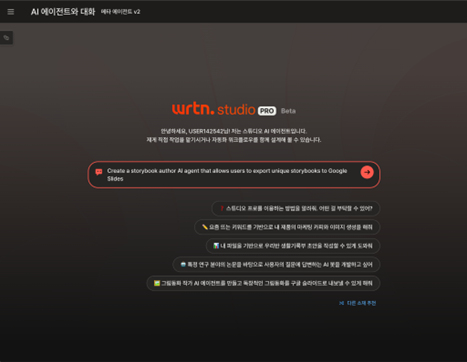 AI 에이전트와 대화 메타 에이전트 v2
wrtn. studio PRO Beta
안녕하세요, USER142542님! 저는 스튜디오 AI 에이전트입니다.
제게 직접 작업을 맡기시거나 자동화 워크플로우를 함께 설계해 볼 수 있습니다.
Create a storybook author AI agent that allows users to export unique storybooks to Google
Slides
스튜디오 프로를 이용하는 방법을 알려줘. 어떤 걸 부탁할 수 있어?
요즘 뜨는 키워드를 기반으로 내 제품의 마케팅 카피와 이미지 생성을 해줘
내 파일을 기반으로 우리반 생활기록부 초안을 작성할 수 있게 도와줘
특정 연구 분야의 논문을 바탕으로 사용자의 질문에 답변하는 AI 봇을 개발하고 싶어
그림동화 작가 AI 에이전트를 만들고 독창적인 그림동화를 구글 슬라이드로 내보낼 수 있게 해줘
다른 소재 추천